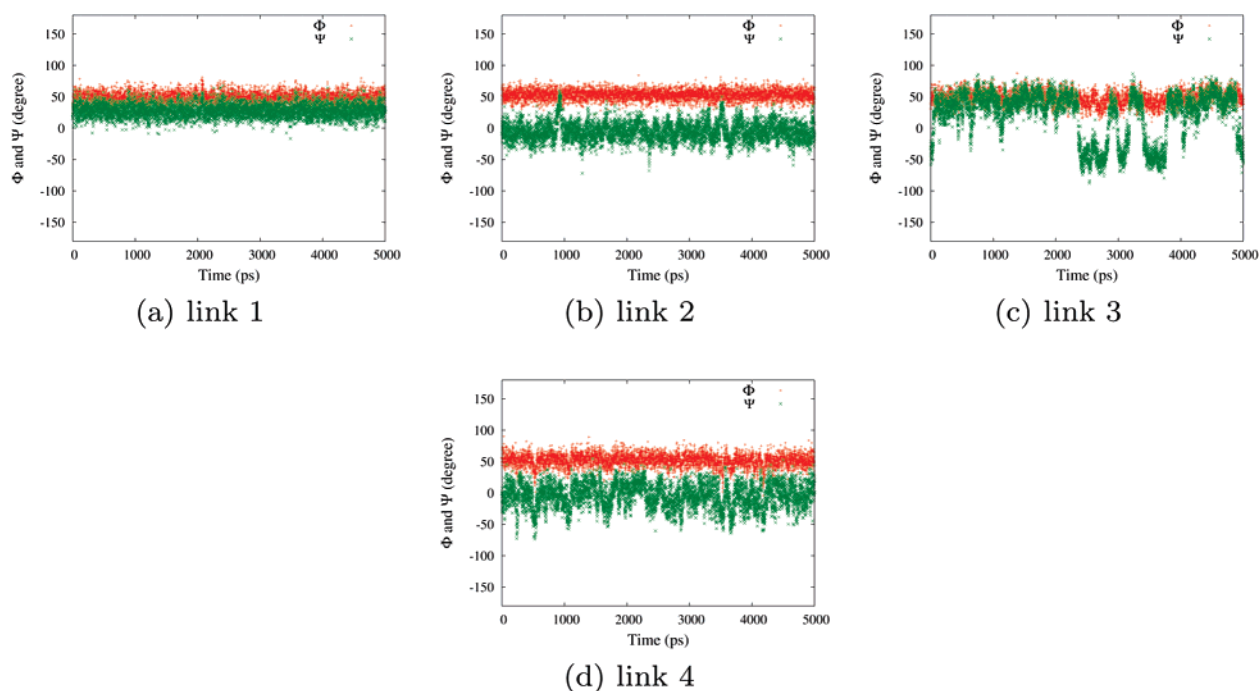 Φ and Ψ (degree)
150
100
50
0
-50
-100
-150
Φ
Ψ
0 1000 2000 3000 4000 5000
Time (ps)
(a) link 1
Φ and Ψ (degree)
150
100
50
0
-50
-100
-150
Φ
Ψ
0 1000 2000 3000 4000 5000
Time (ps)
(b) link 2
Φ and Ψ (degree)
150
100
50
0
-50
-100
-150
Φ
Ψ
0 1000 2000 3000 4000 5000
Time (ps)
(c) link 3
Φ and Ψ (degree)
150
100
50
0
-50
-100
-150
Φ
Ψ
0 1000 2000 3000 4000 5000
Time (ps)
(d) link 4